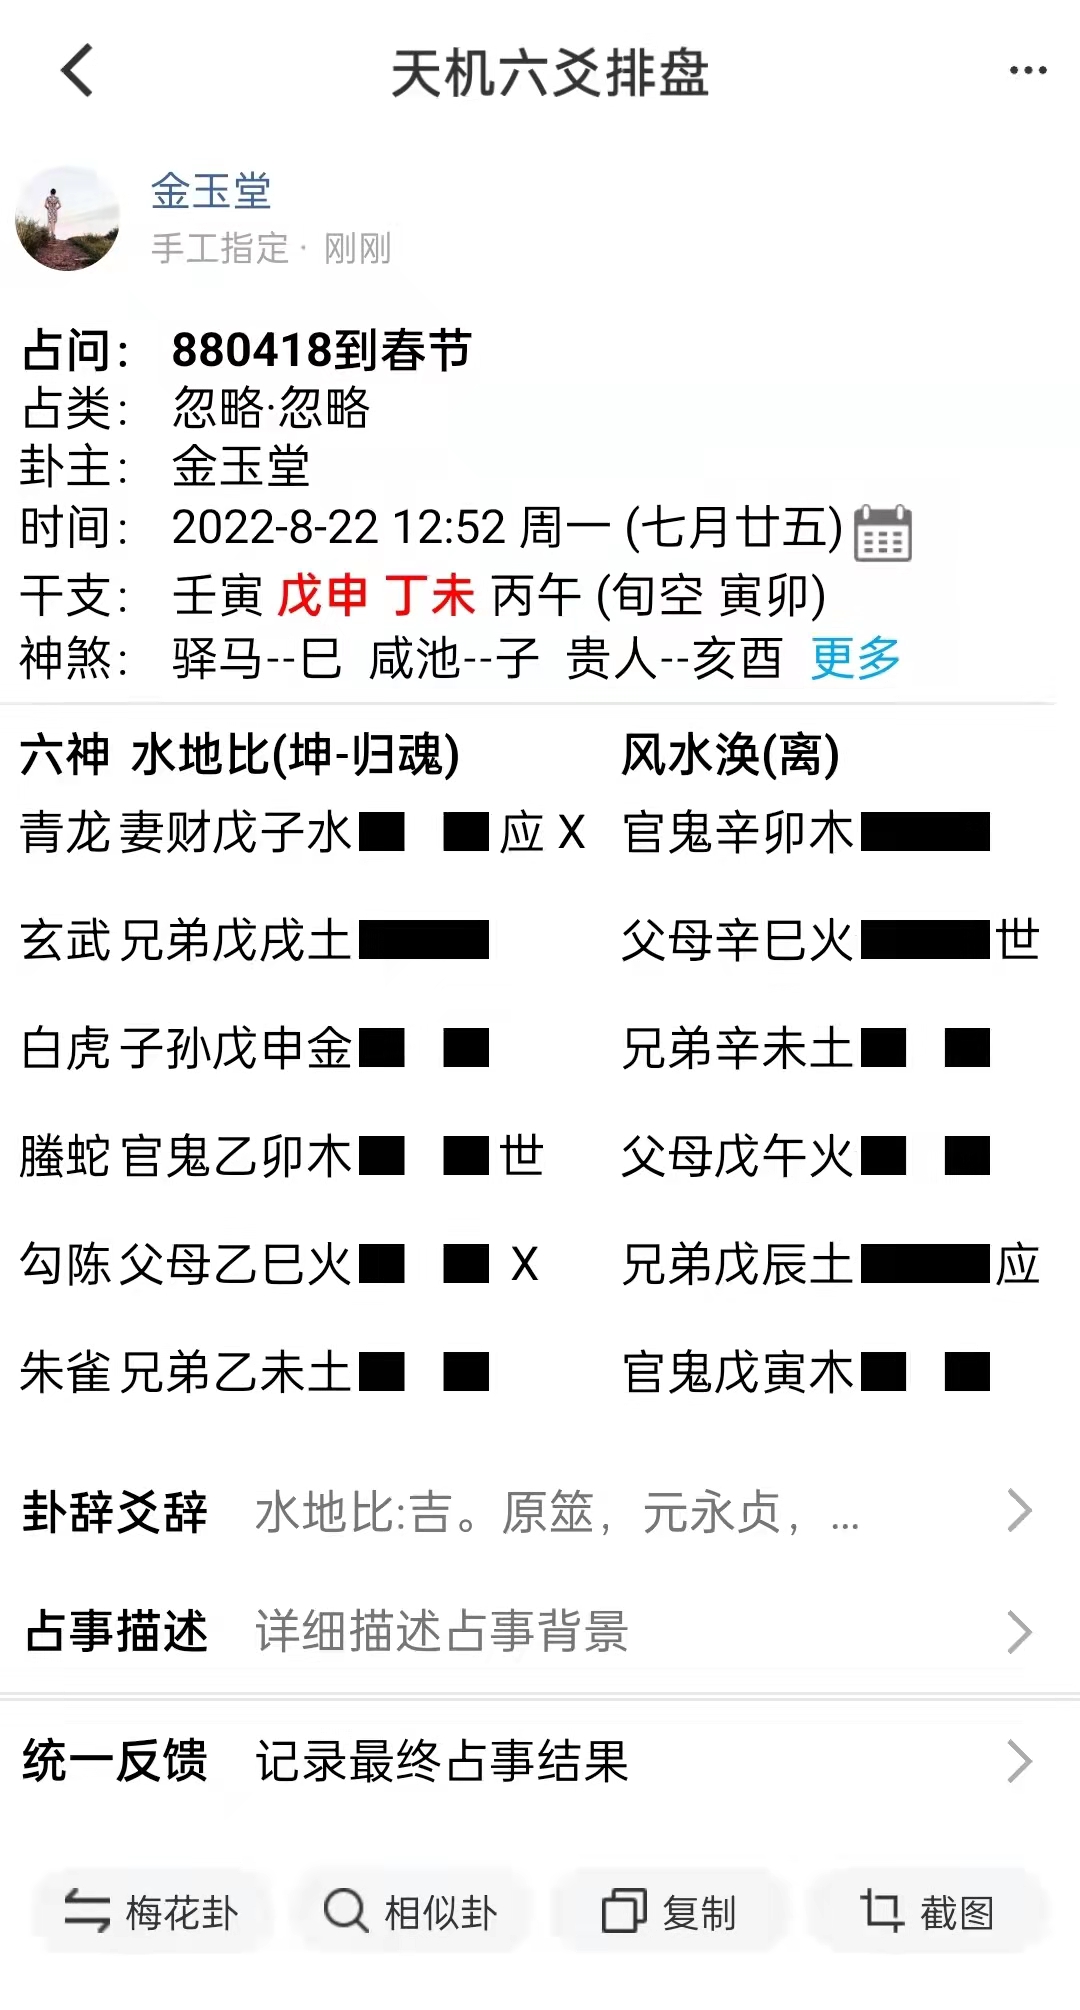 天机六爻排盘
金玉堂
手工指定 · 刚刚
占问： 880418到春节
占类： 忽略·忽略
卦主： 金玉堂
时间： 2022-8-22 12:52 周一 (七月廿五)
干支： 壬寅 戊申 丁未 丙午 (旬空 寅卯)
神煞： 驿马--巳 咸池--子 贵人--亥酉 更多
六神 水地比(坤-归魂) 风水涣(离)
青龙 妻财戊子水 应 X 官鬼辛卯木
玄武 兄弟戊戌土 父母辛巳火 世
白虎 子孙戊申金 兄弟辛未土
螣蛇 官鬼乙卯木 世 父母戊午火
勾陈 父母乙巳火 X 兄弟戊辰土 应
朱雀 兄弟乙未土 官鬼戊寅木
卦辞爻辞 水地比:吉。原筮，元永贞，...
占事描述 详细描述占事背景
统一反馈 记录最终占事结果
梅花卦 相似卦 复制 截图